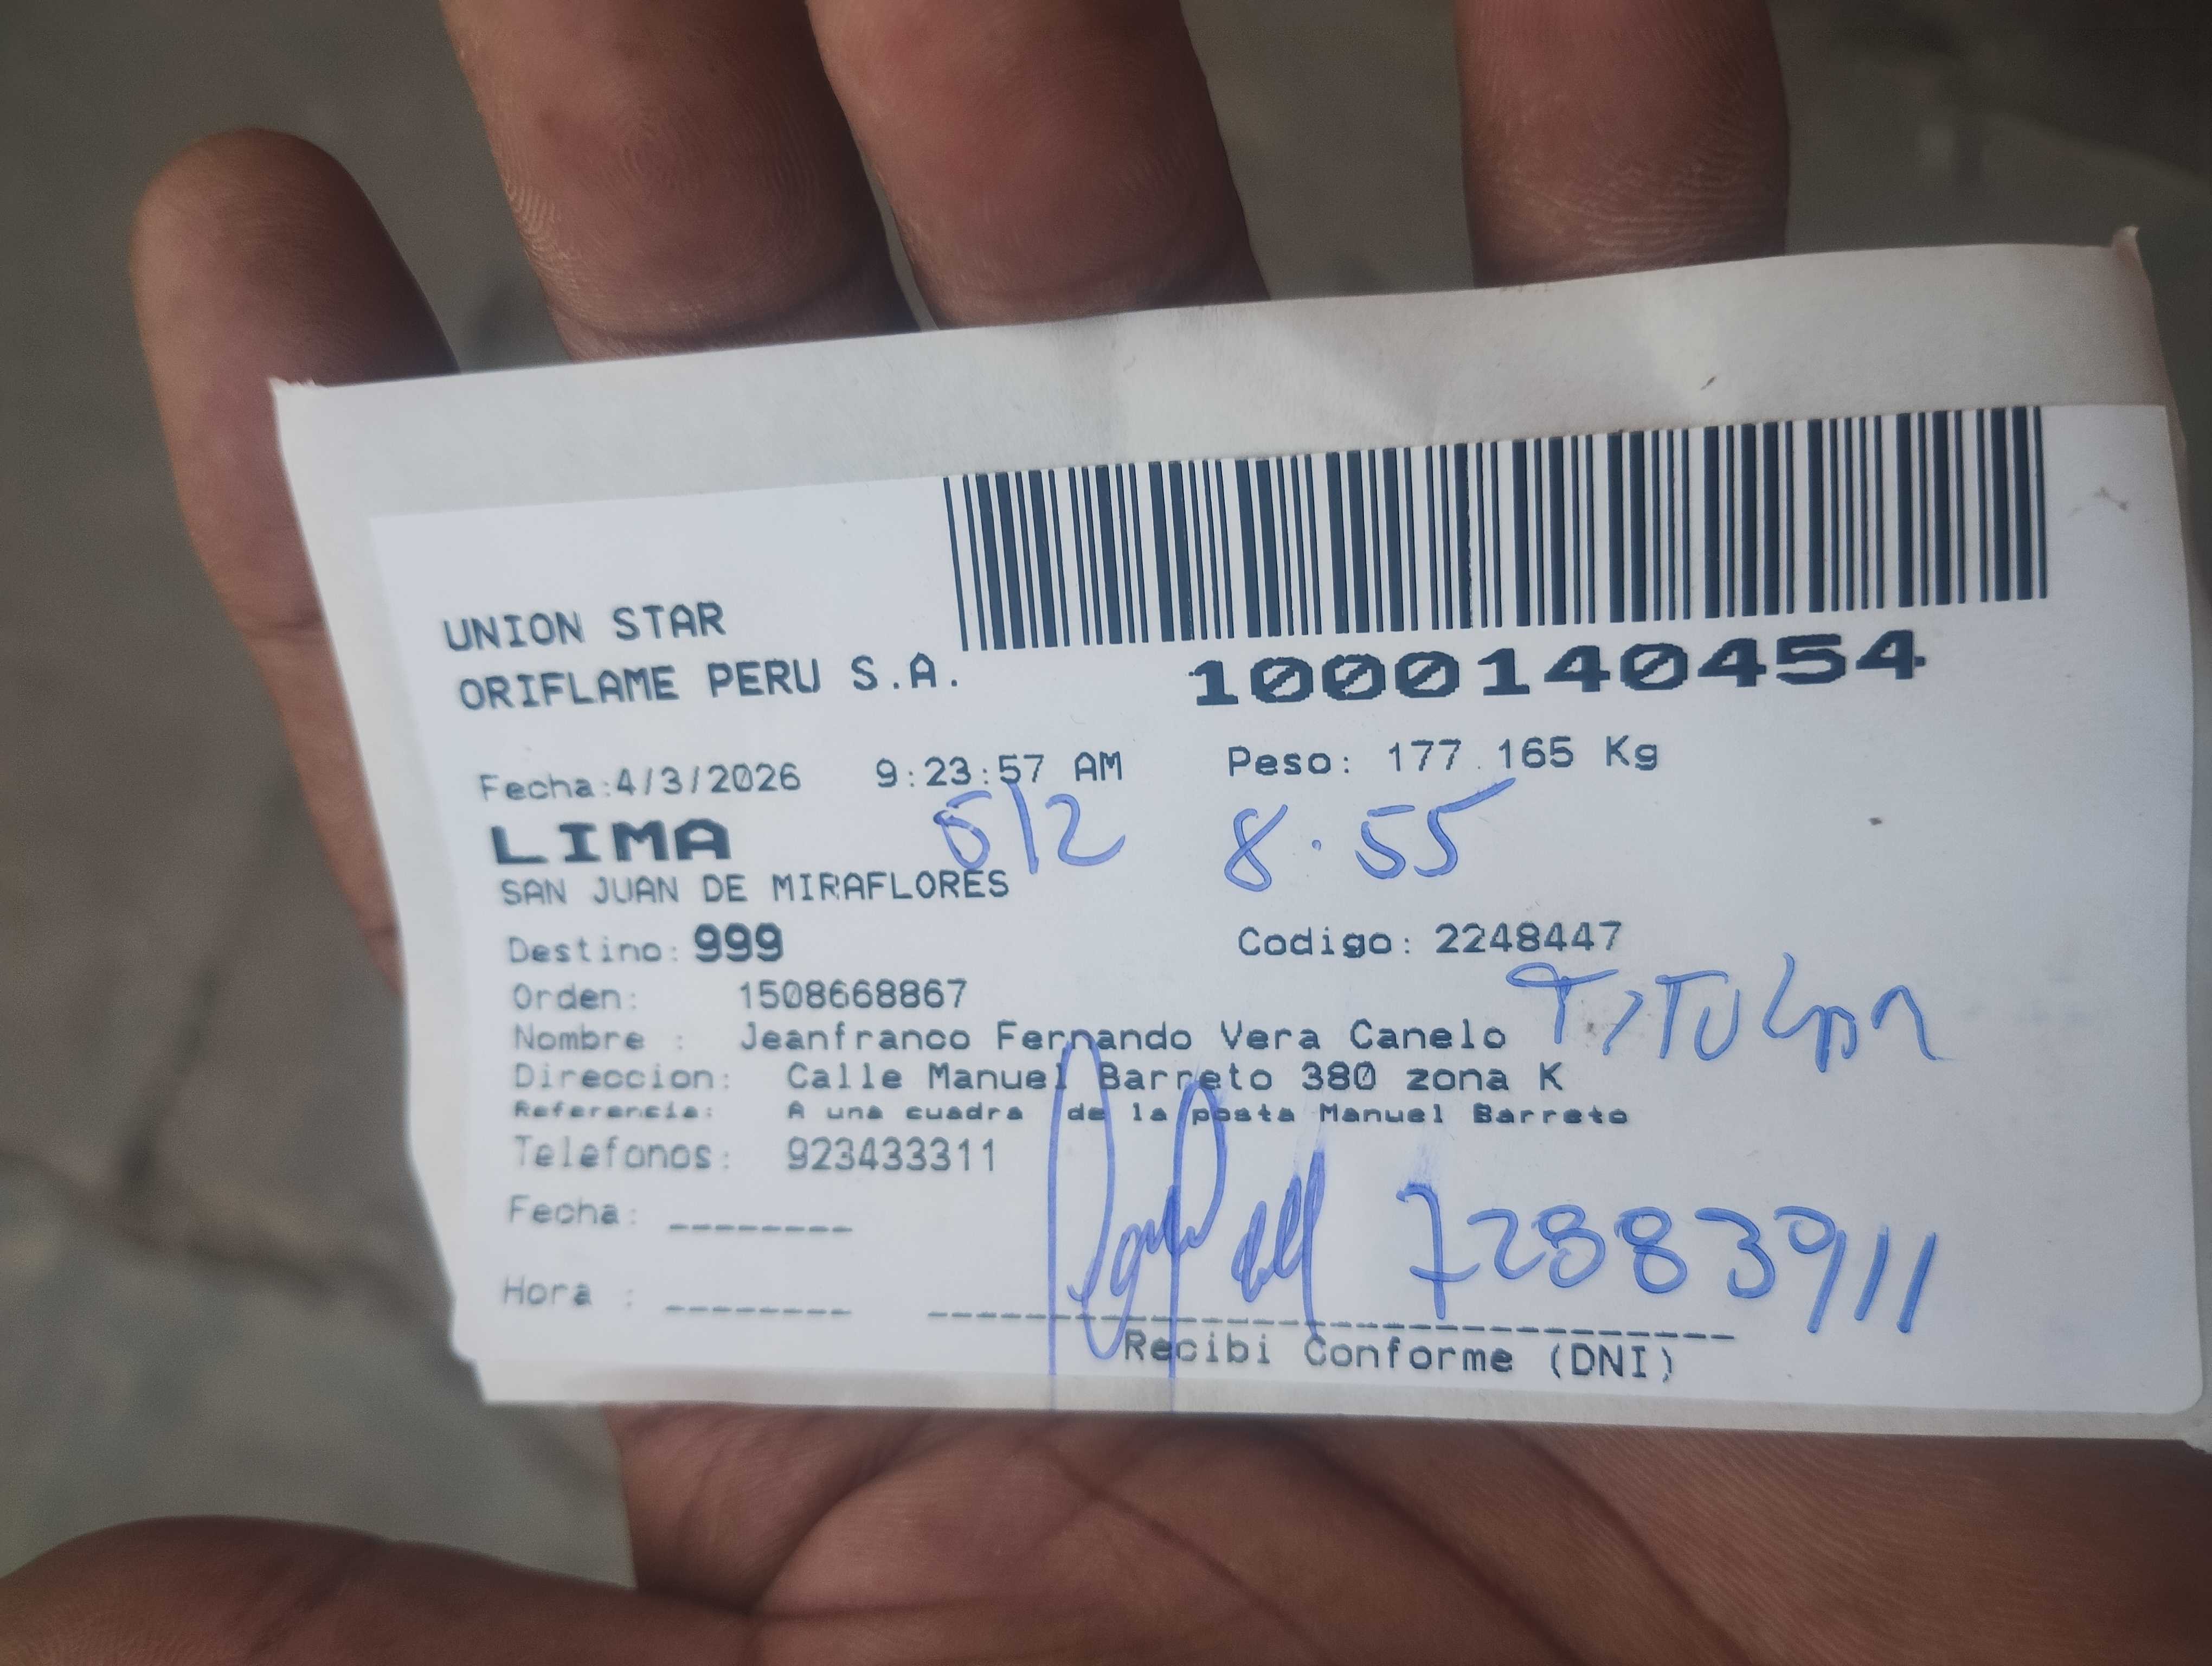 UNION STAR
ORIFLAME PERU S.A.
1000140454
Fecha:4/3/2026 9:23:57 AM Peso: 177.165 Kg
LIMA 5/2 8.55
SAN JUAN DE MIRAFLORES
Destino: 999 Codigo: 2248447
Orden: 1508668867
Nombre : Jeanfranco Fernando Vera Canelo TITULAR
Direccion: Calle Manuel Barreto 380 zona K
Referencia: A una cuadra de la posta Manuel Barreto
Telefonos: 923433311
Fecha: ________
72883911
Hora : ________
Recibi Conforme (DNI)